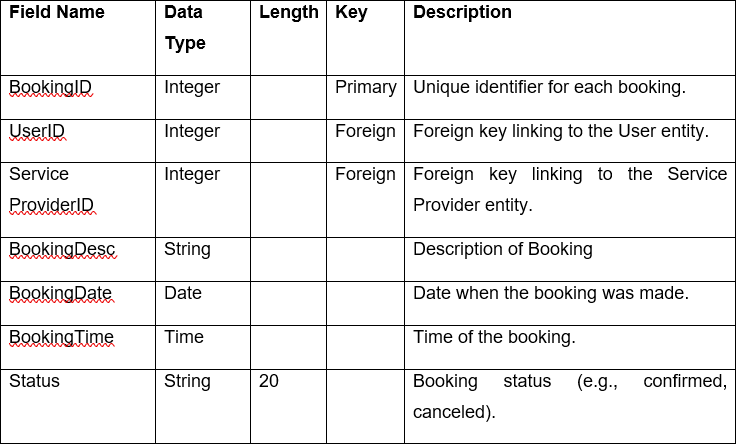 Field Name Data Type Length Key Description
BookingID Integer Primary Unique identifier for each booking.
UserID Integer Foreign Foreign key linking to the User entity.
Service ProviderID Integer Foreign Foreign key linking to the Service
Provider entity.
BookingDesc String Description of Booking
BookingDate Date Date when the booking was made.
BookingTime Time Time of the booking.
Status String 20 Booking status (e.g., confirmed,
canceled).